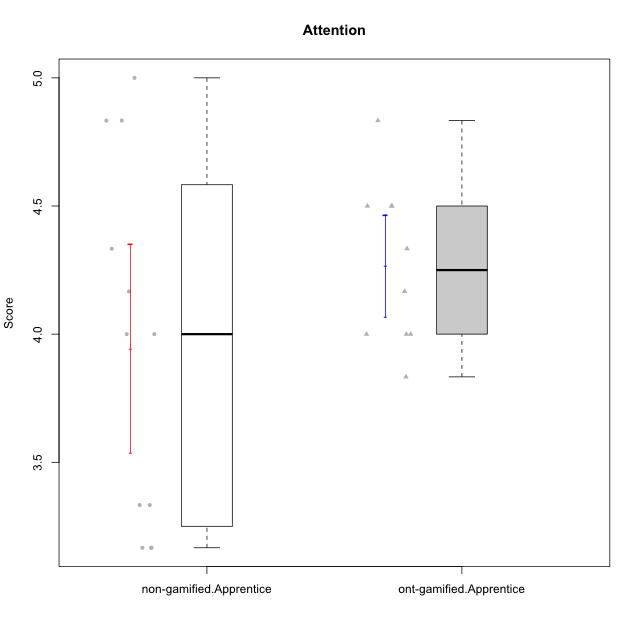 Attention
Score
5.0
4.5
4.0
3.5
non-gamified.Apprentice
ont-gamified.Apprentice